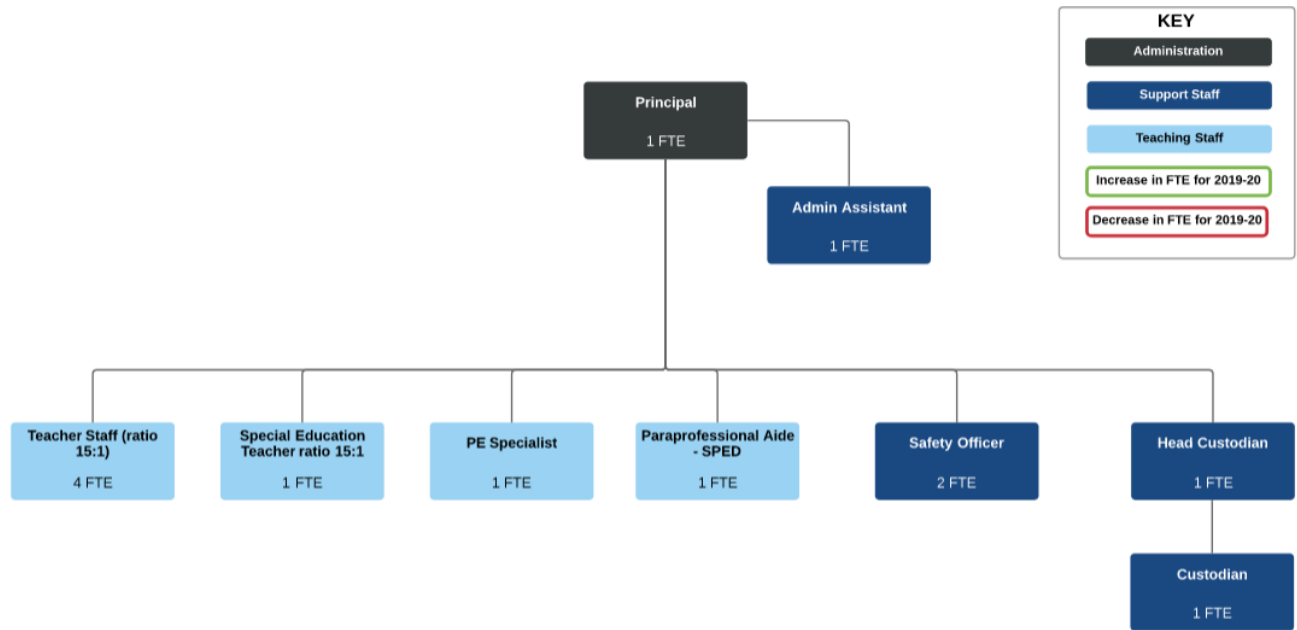 KEY
Administration
Support Staff
Teaching Staff
Increase in FTE for 2019-20
Decrease in FTE for 2019-20
Principal
1 FTE
Admin Assistant
1 FTE
Teacher Staff (ratio
15:1)
4 FTE
Special Education
Teacher ratio 15:1
1 FTE
PE Specialist
1 FTE
Paraprofessional Aide
- SPED
1 FTE
Safety Officer
2 FTE
Head Custodian
1 FTE
Custodian
1 FTE